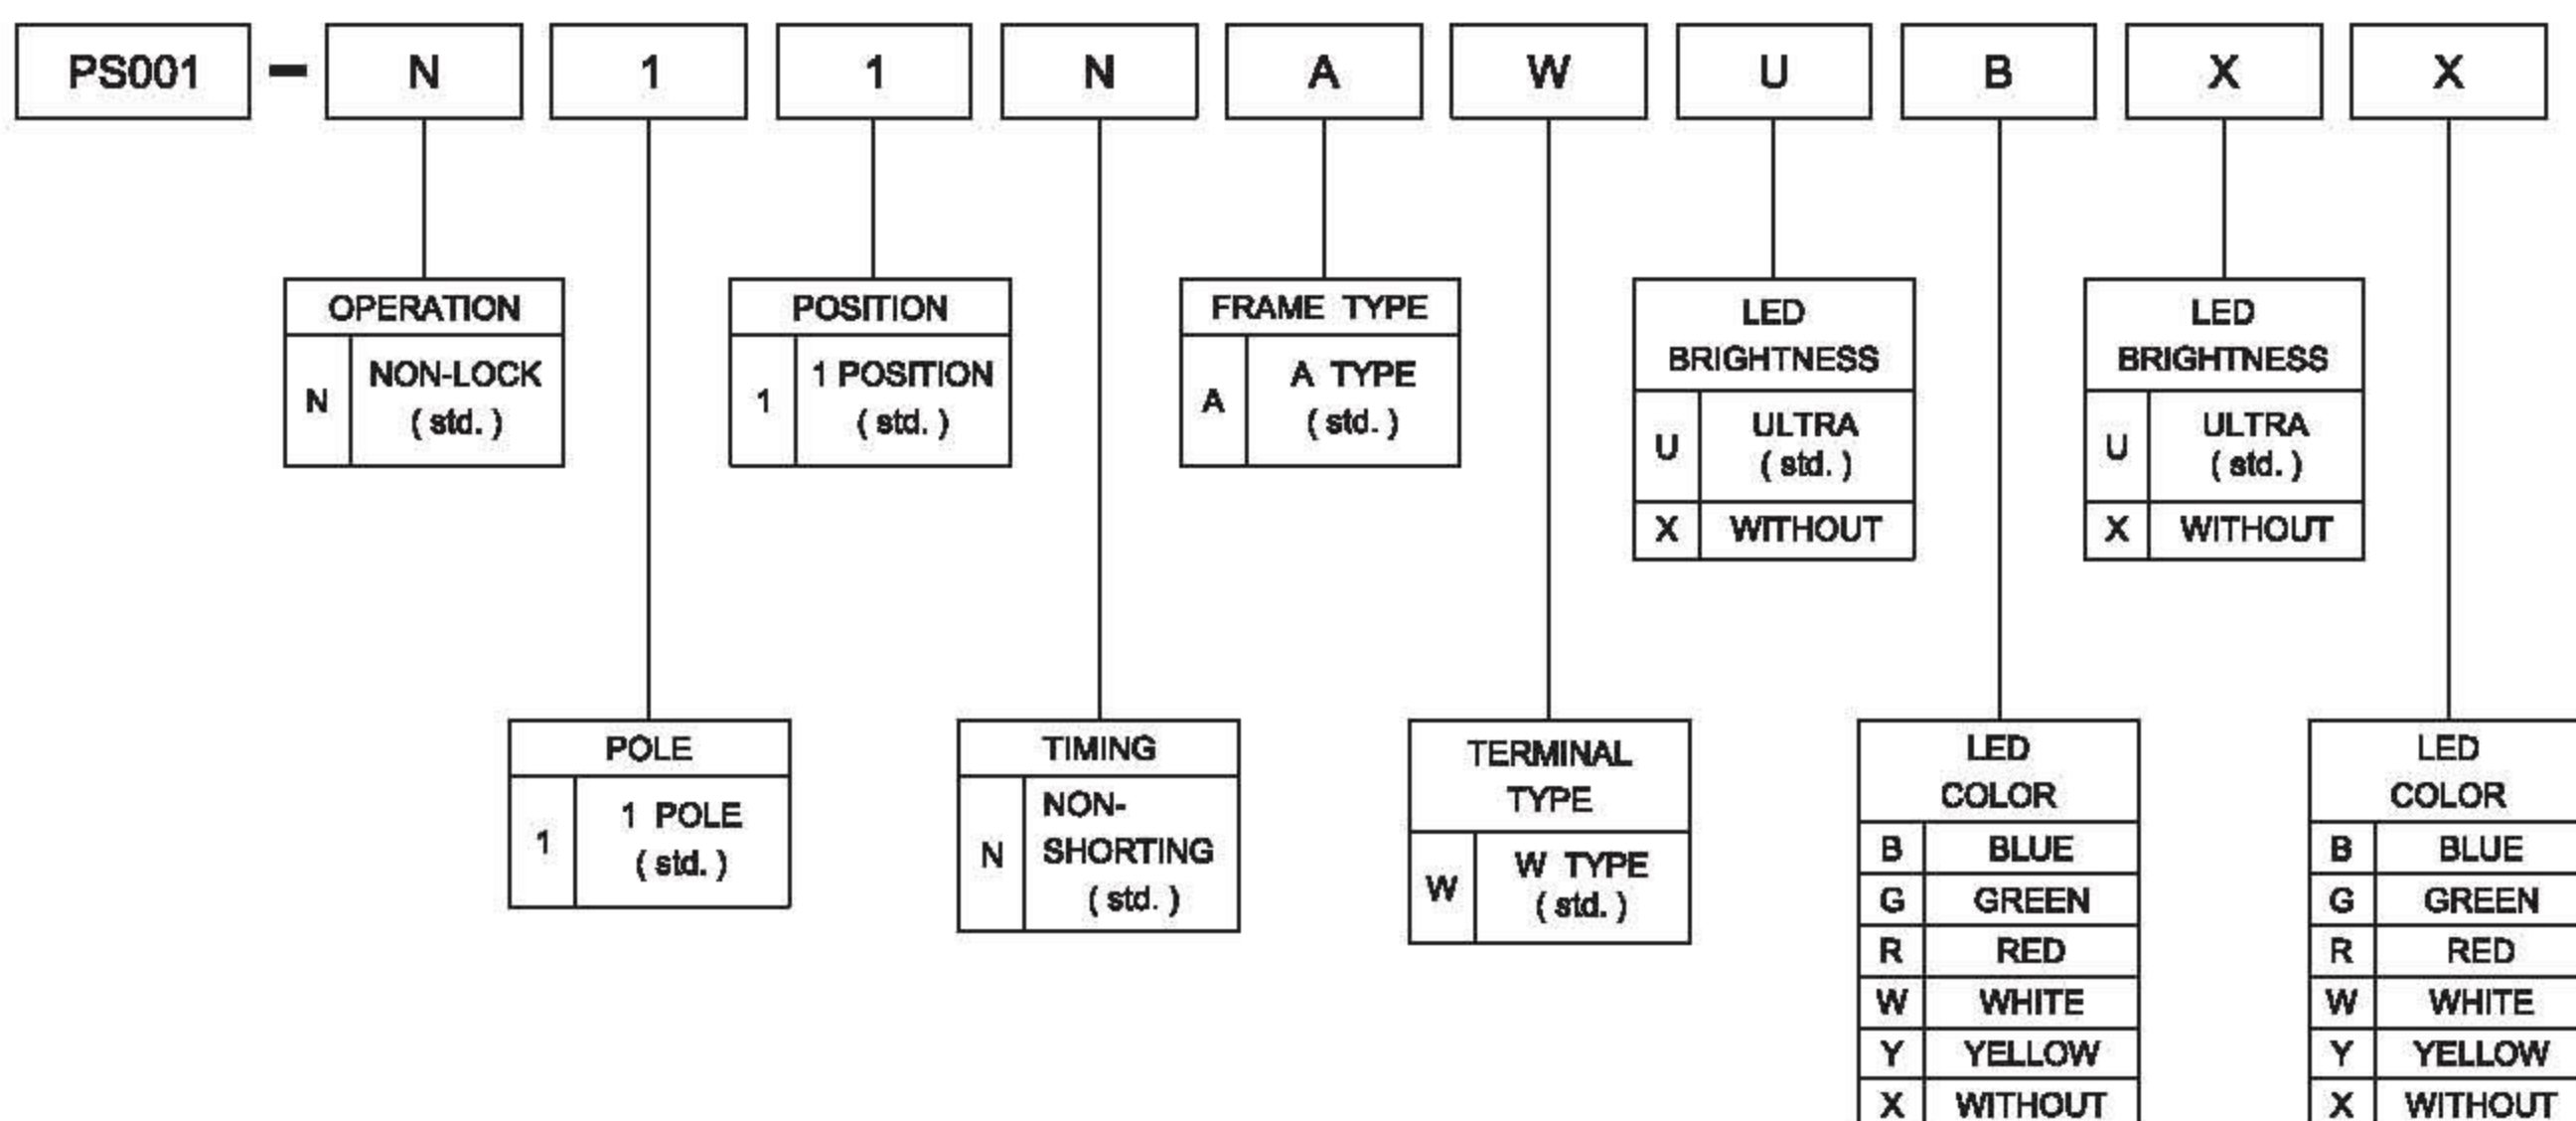 PS001 - N 1 1 N A W U B X X
OPERATION
N NON-LOCK
( std. )
POSITION
1 1 POSITION
( std. )
FRAME TYPE
A A TYPE
( std. )
LED
BRIGHTNESS
U ULTRA
( std. )
X WITHOUT
LED
BRIGHTNESS
U ULTRA
( std. )
X WITHOUT
POLE
1 1 POLE
( std. )
TIMING
N NON-
SHORTING
( std. )
TERMINAL
TYPE
W W TYPE
( std. )
LED
COLOR
B BLUE
G GREEN
R RED
W WHITE
Y YELLOW
X WITHOUT
LED
COLOR
B BLUE
G GREEN
R RED
W WHITE
Y YELLOW
X WITHOUT